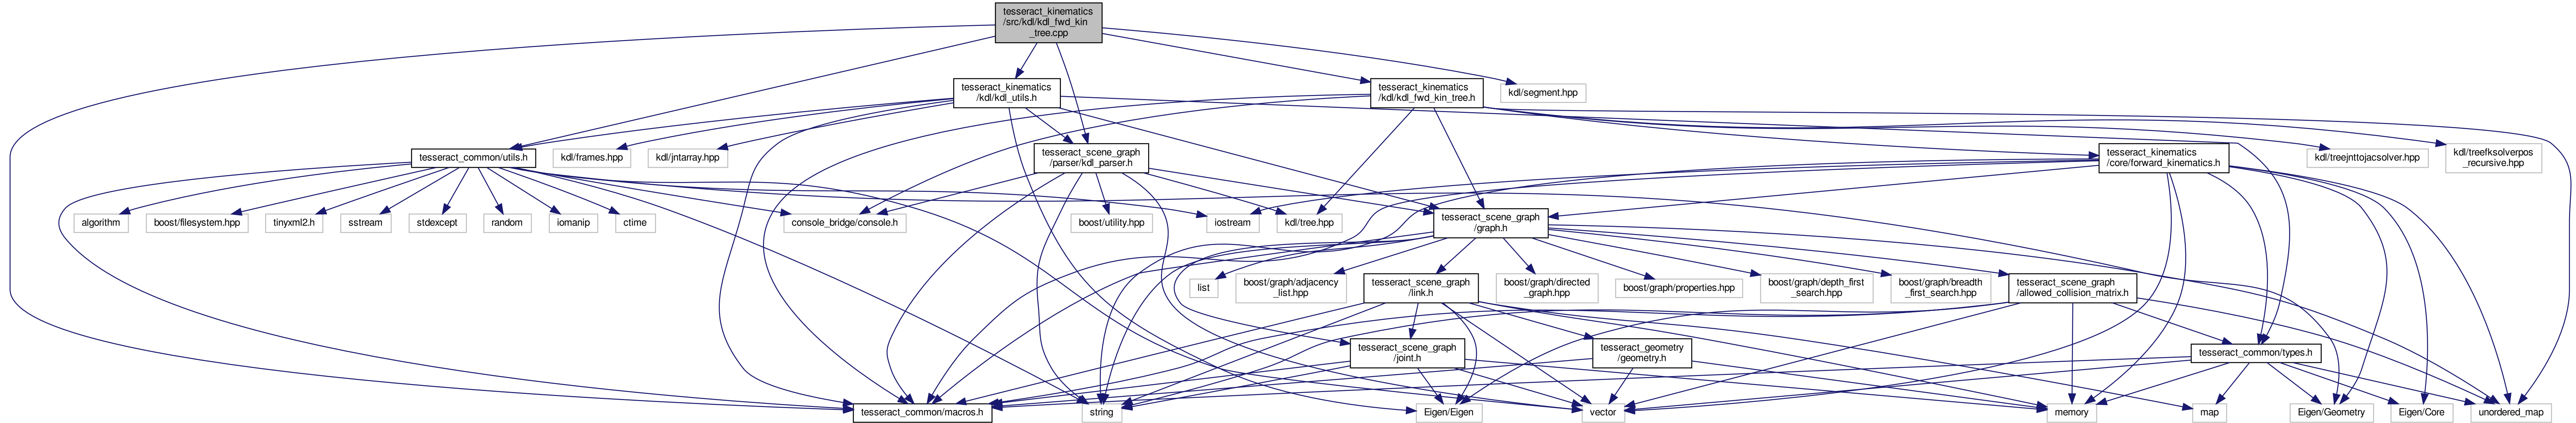 tesseract_kinematics
/src/kdl/kdl_fwd_kin
_tree.cpp
tesseract_kinematics
/kdl/kdl_utils.h
tesseract_kinematics
/kdl/kdl_fwd_kin_tree.h
kdl/segment.hpp
tesseract_common/utils.h
kdl/frames.hpp
kdl/jntarray.hpp
tesseract_scene_graph
/parser/kdl_parser.h
tesseract_kinematics
/core/forward_kinematics.h
kdl/treejnttojacsolver.hpp
kdl/treefksolverpos
_recursive.hpp
algorithm
boost/filesystem.hpp
tinyxml2.h
sstream
stdexcept
random
iomanip
ctime
console_bridge/console.h
boost/utility.hpp
iostream
kdl/tree.hpp
tesseract_scene_graph
/graph.h
list
boost/graph/adjacency
_list.hpp
tesseract_scene_graph
/link.h
boost/graph/directed
_graph.hpp
boost/graph/properties.hpp
boost/graph/depth_first
_search.hpp
boost/graph/breadth
_first_search.hpp
tesseract_scene_graph
/allowed_collision_matrix.h
tesseract_scene_graph
/joint.h
tesseract_geometry
/geometry.h
tesseract_common/types.h
tesseract_common/macros.h
string
Eigen/Eigen
vector
memory
map
Eigen/Geometry
Eigen/Core
unordered_map